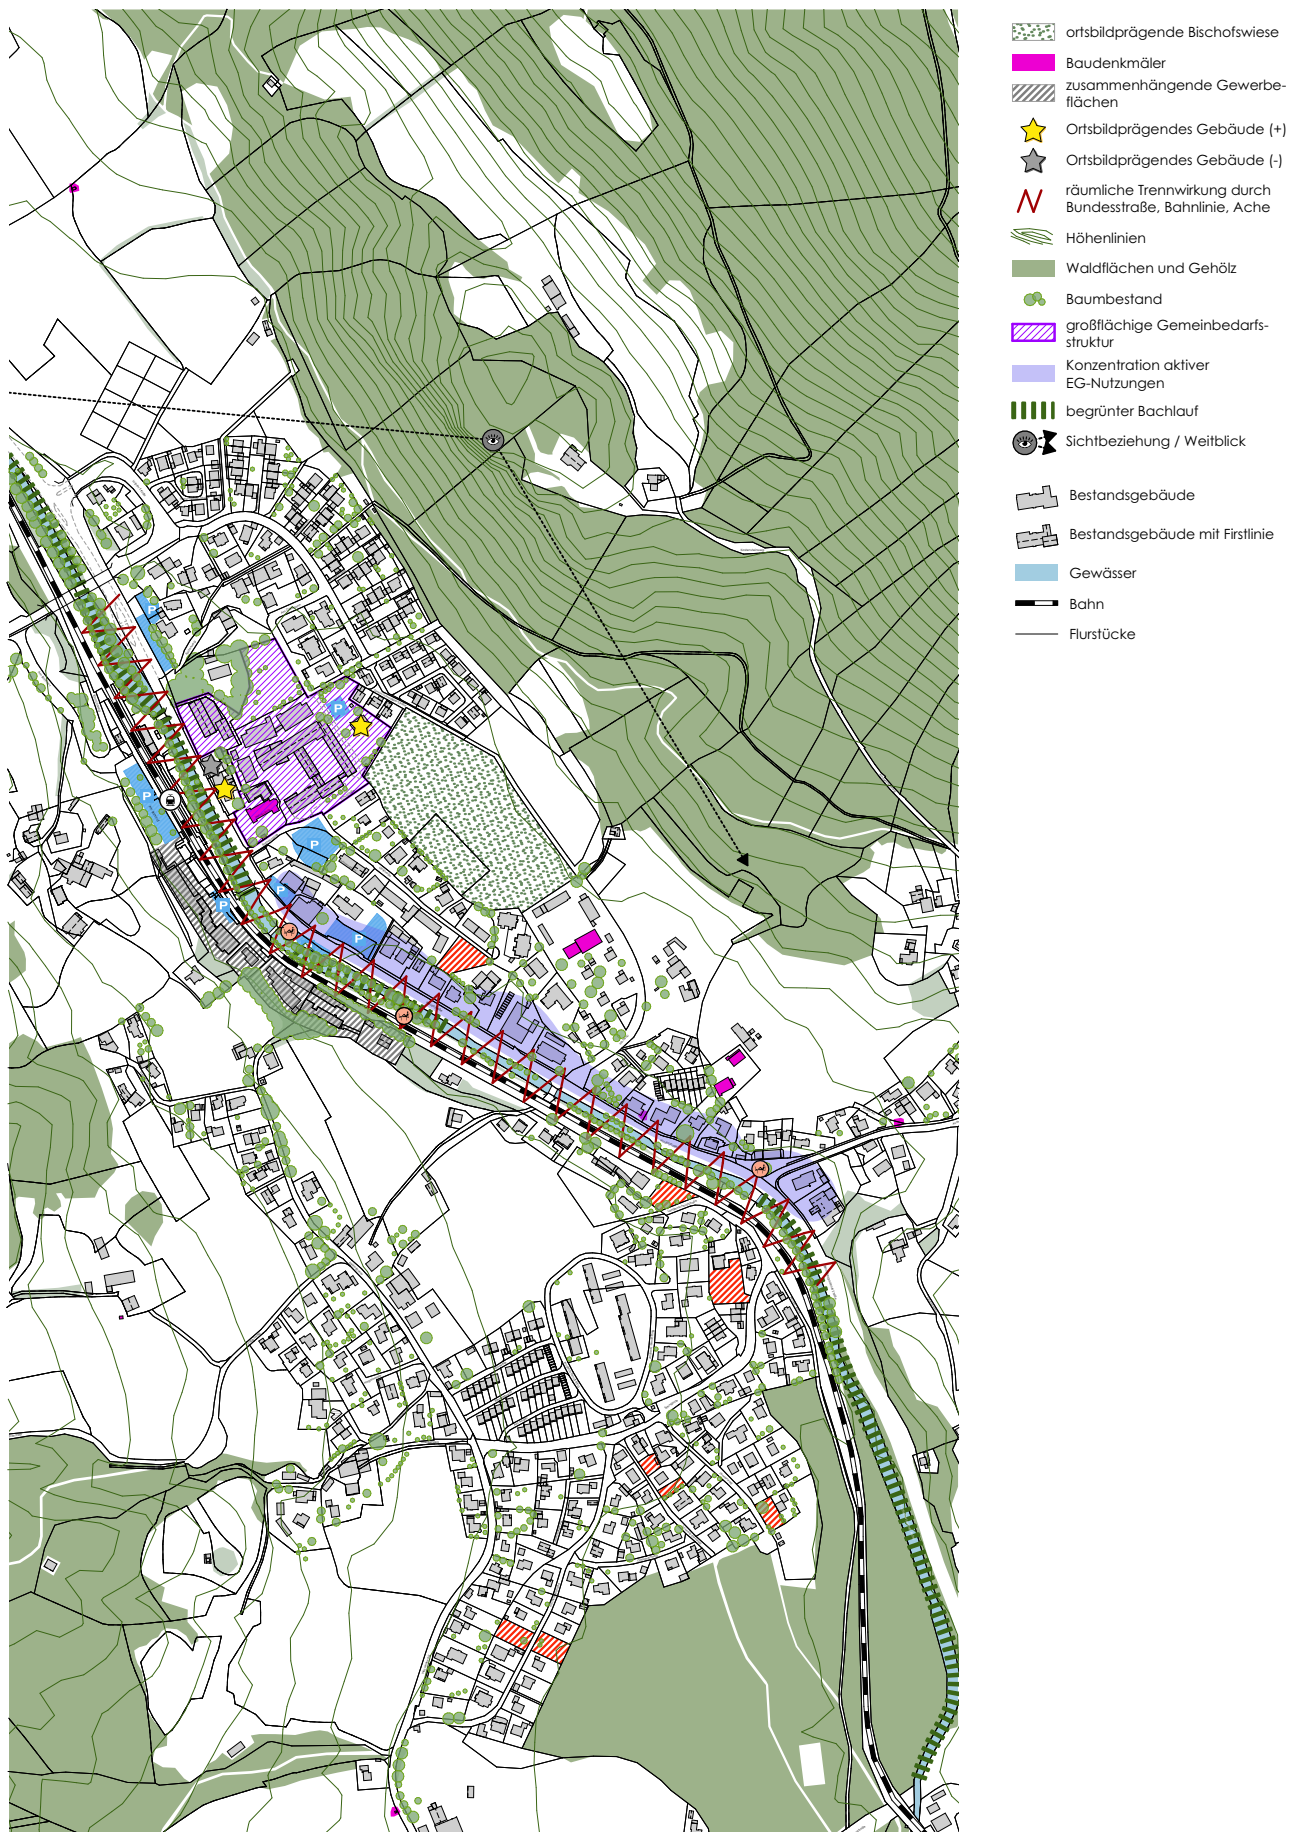 ortsbildprägende Bischofswiese
Baudenkmäler
zusammenhängende Gewerbe-
flächen
Ortsbildprägendes Gebäude (+)
Ortsbildprägendes Gebäude (-)
räumliche Trennwirkung durch
Bundesstraße, Bahnlinie, Ache
Höhenlinien
Waldflächen und Gehölz
Baumbestand
großflächige Gemeinbedarfs-
struktur
Konzentration aktiver
EG-Nutzungen
begrünter Bachlauf
Sichtbeziehung / Weitblick
Bestandsgebäude
Bestandsgebäude mit Firstlinie
Gewässer
Bahn
Flurstücke
P
P
P
P
P
P
P